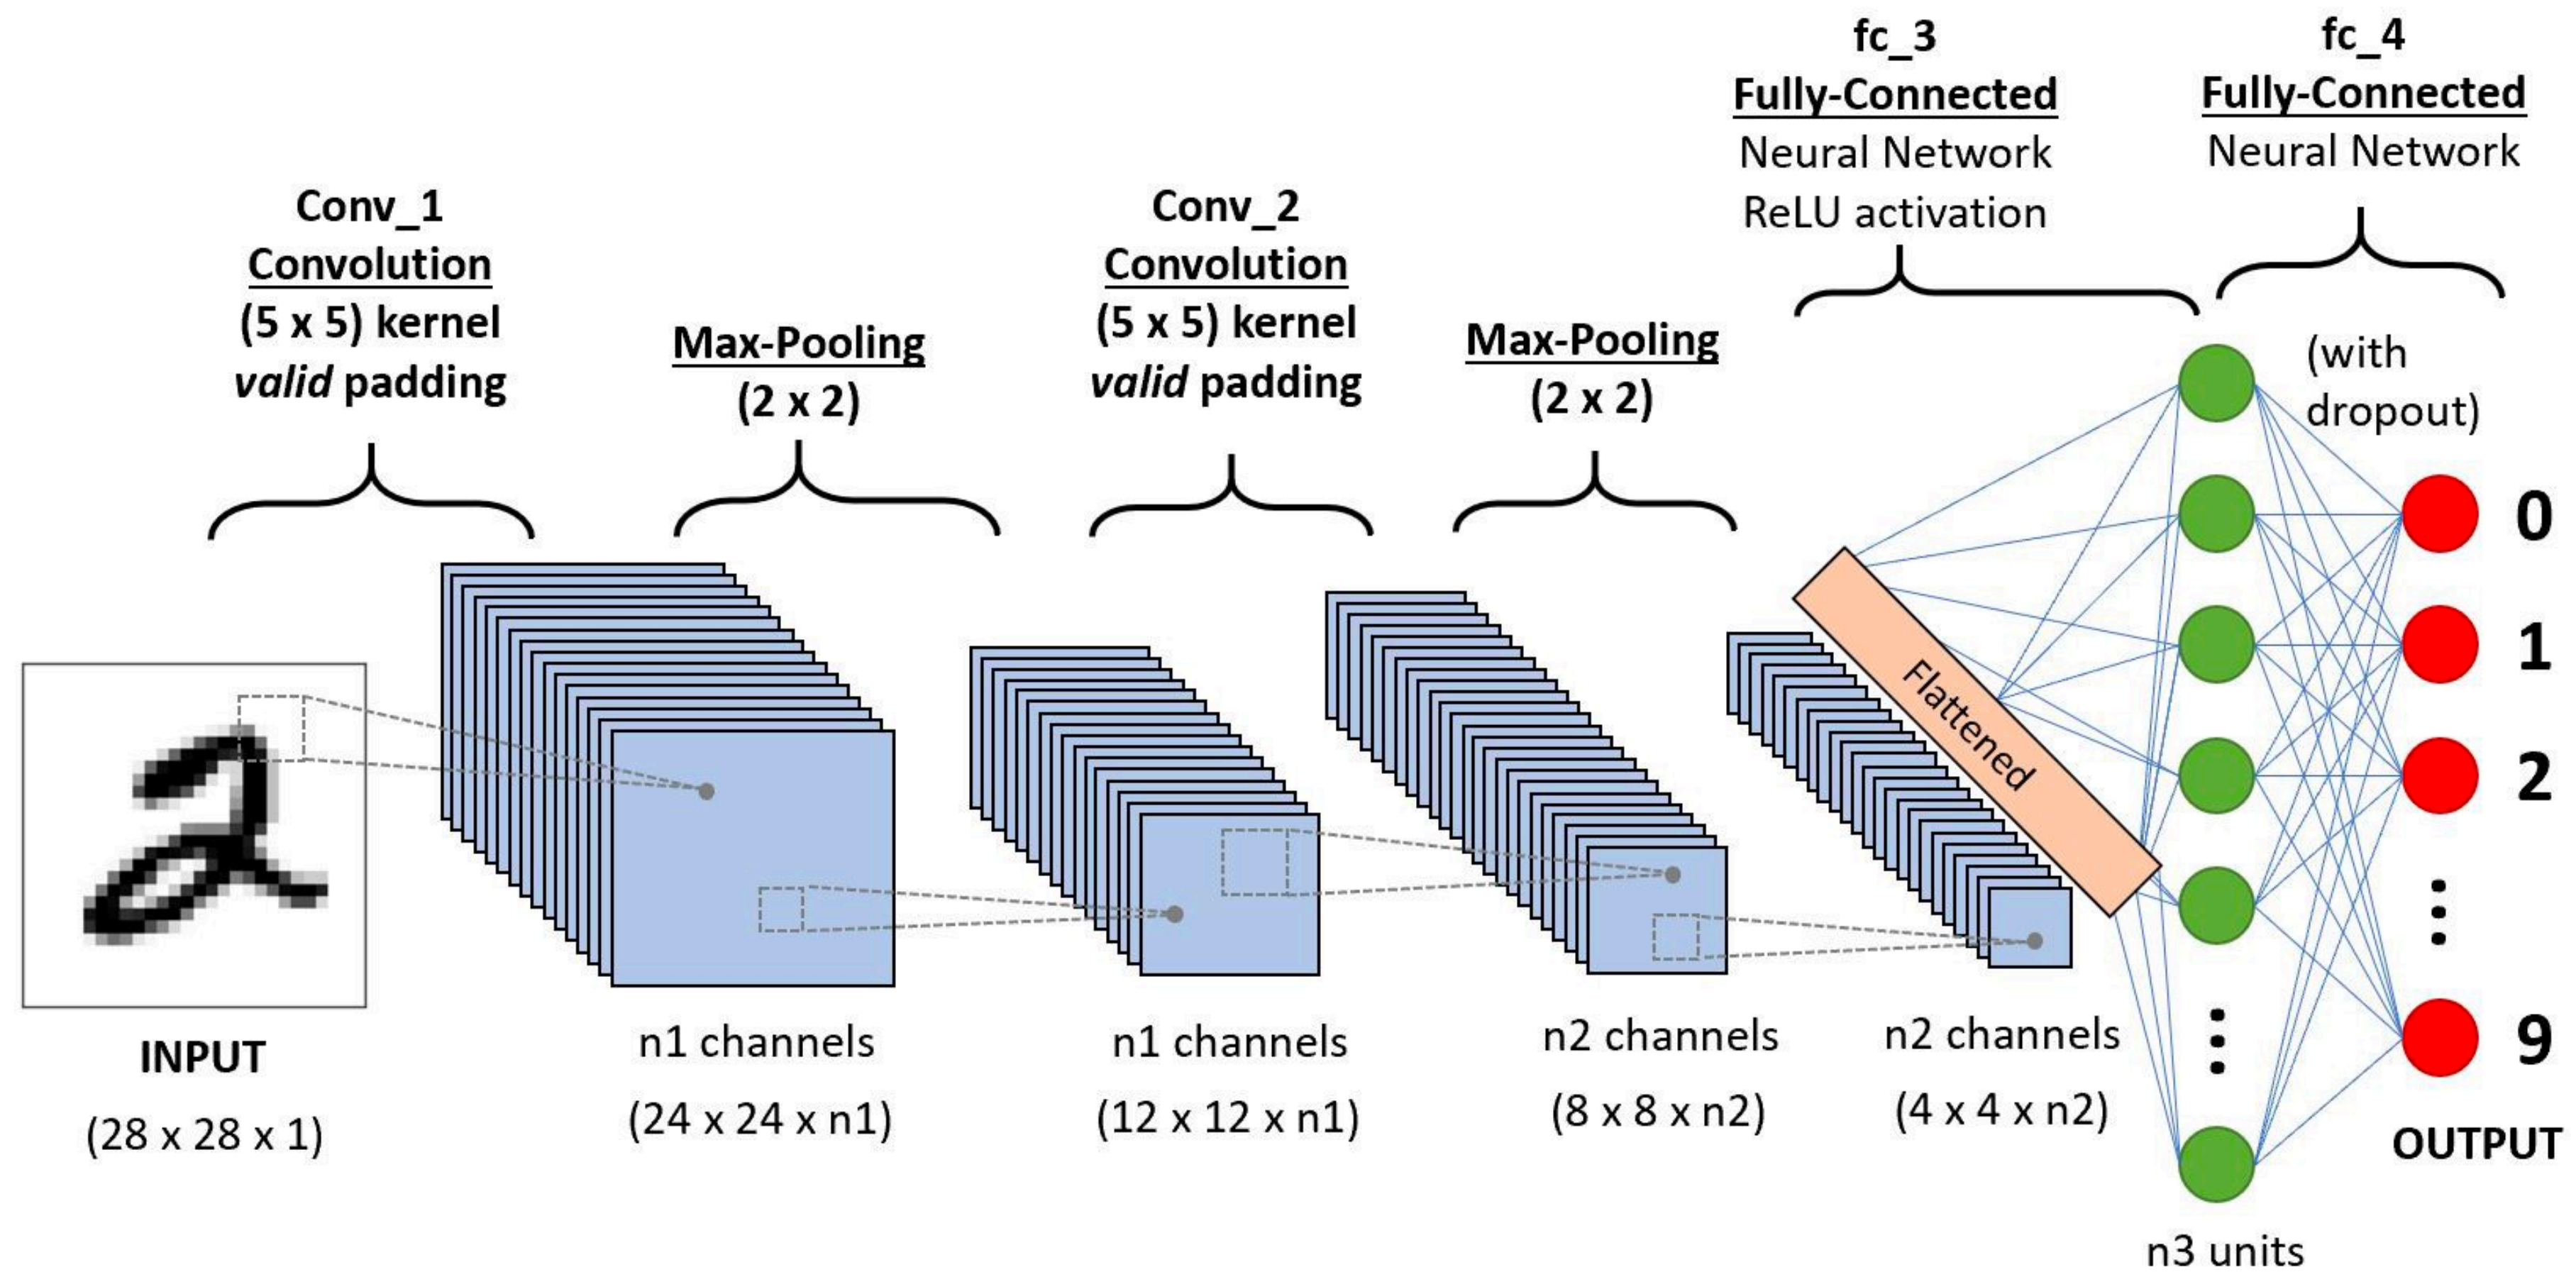 fc_3
Fully-Connected
Neural Network
ReLU activation
fc_4
Fully-Connected
Neural Network
Conv_1
Convolution
(5 x 5) kernel
valid padding
Max-Pooling
(2 x 2)
Conv_2
Convolution
(5 x 5) kernel
valid padding
Max-Pooling
(2 x 2)
(with
dropout)
Flattened
0
1
2
9
INPUT
(28 x 28 x 1)
n1 channels
(24 x 24 x n1)
n1 channels
(12 x 12 x n1)
n2 channels
(8 x 8 x n2)
n2 channels
(4 x 4 x n2)
OUTPUT
n3 units